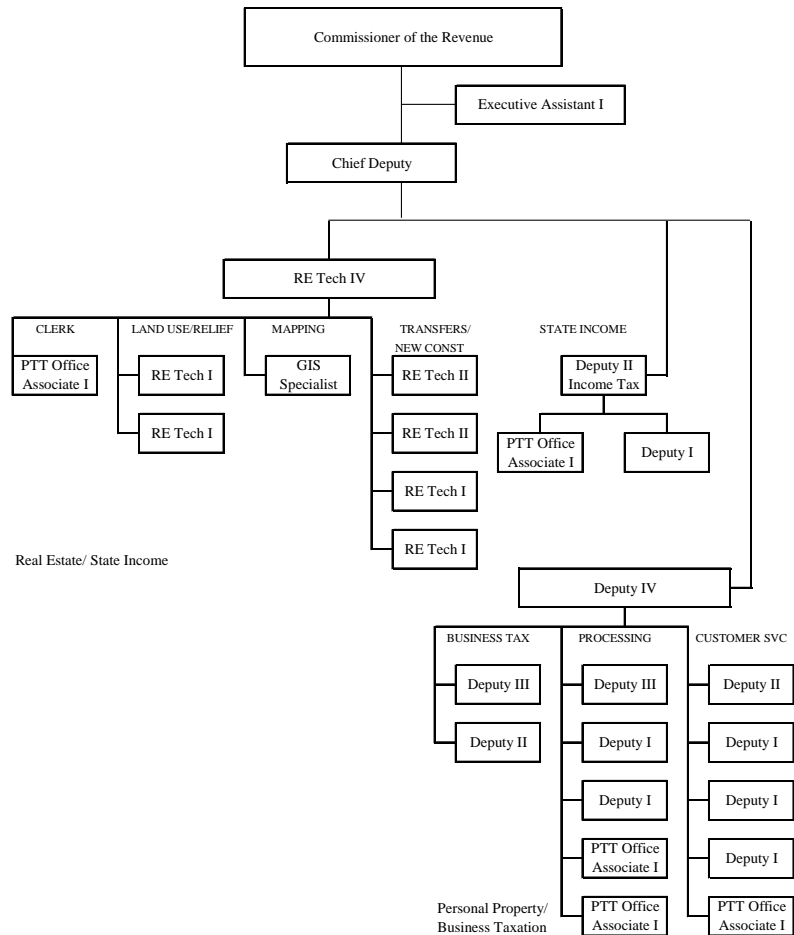 Commissioner of the Revenue
Executive Assistant I
Chief Deputy
RE Tech IV
CLERK
LAND USE/RELIEF
MAPPING
TRANSFERS/
NEW CONST
STATE INCOME
PTT Office
Associate I
RE Tech I
GIS
Specialist
RE Tech II
Deputy II
Income Tax
RE Tech I
RE Tech II
PTT Office
Associate I
Deputy I
RE Tech I
RE Tech I
Real Estate/ State Income
Deputy IV
BUSINESS TAX
PROCESSING
CUSTOMER SVC
Deputy III
Deputy III
Deputy II
Deputy II
Deputy I
Deputy I
Deputy I
Deputy I
PTT Office
Associate I
Deputy I
Personal Property/
Business Taxation
PTT Office
Associate I
PTT Office
Associate I